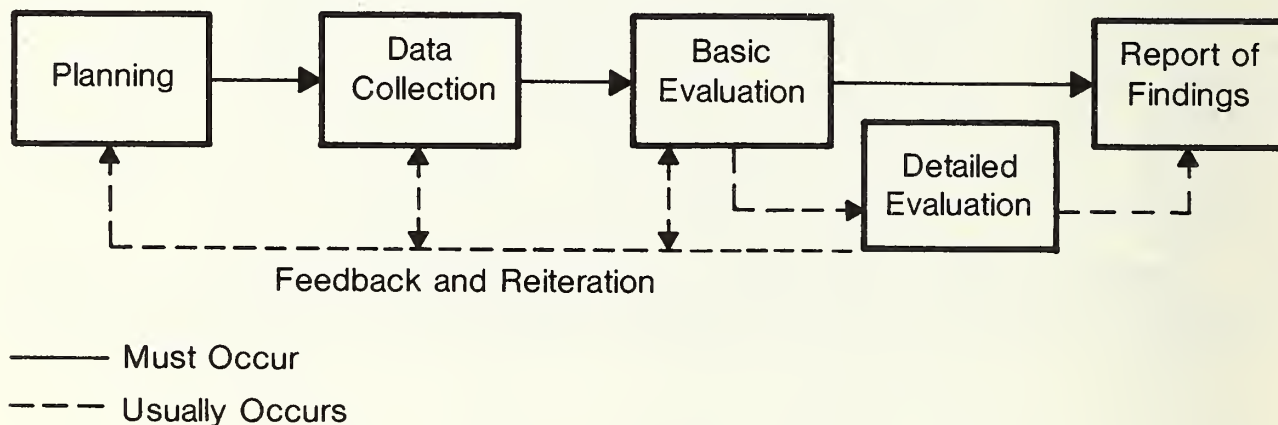 Planning
Data
Collection
Basic
Evaluation
Report of
Findings
Detailed
Evaluation
Feedback and Reiteration
Must Occur
Usually Occurs